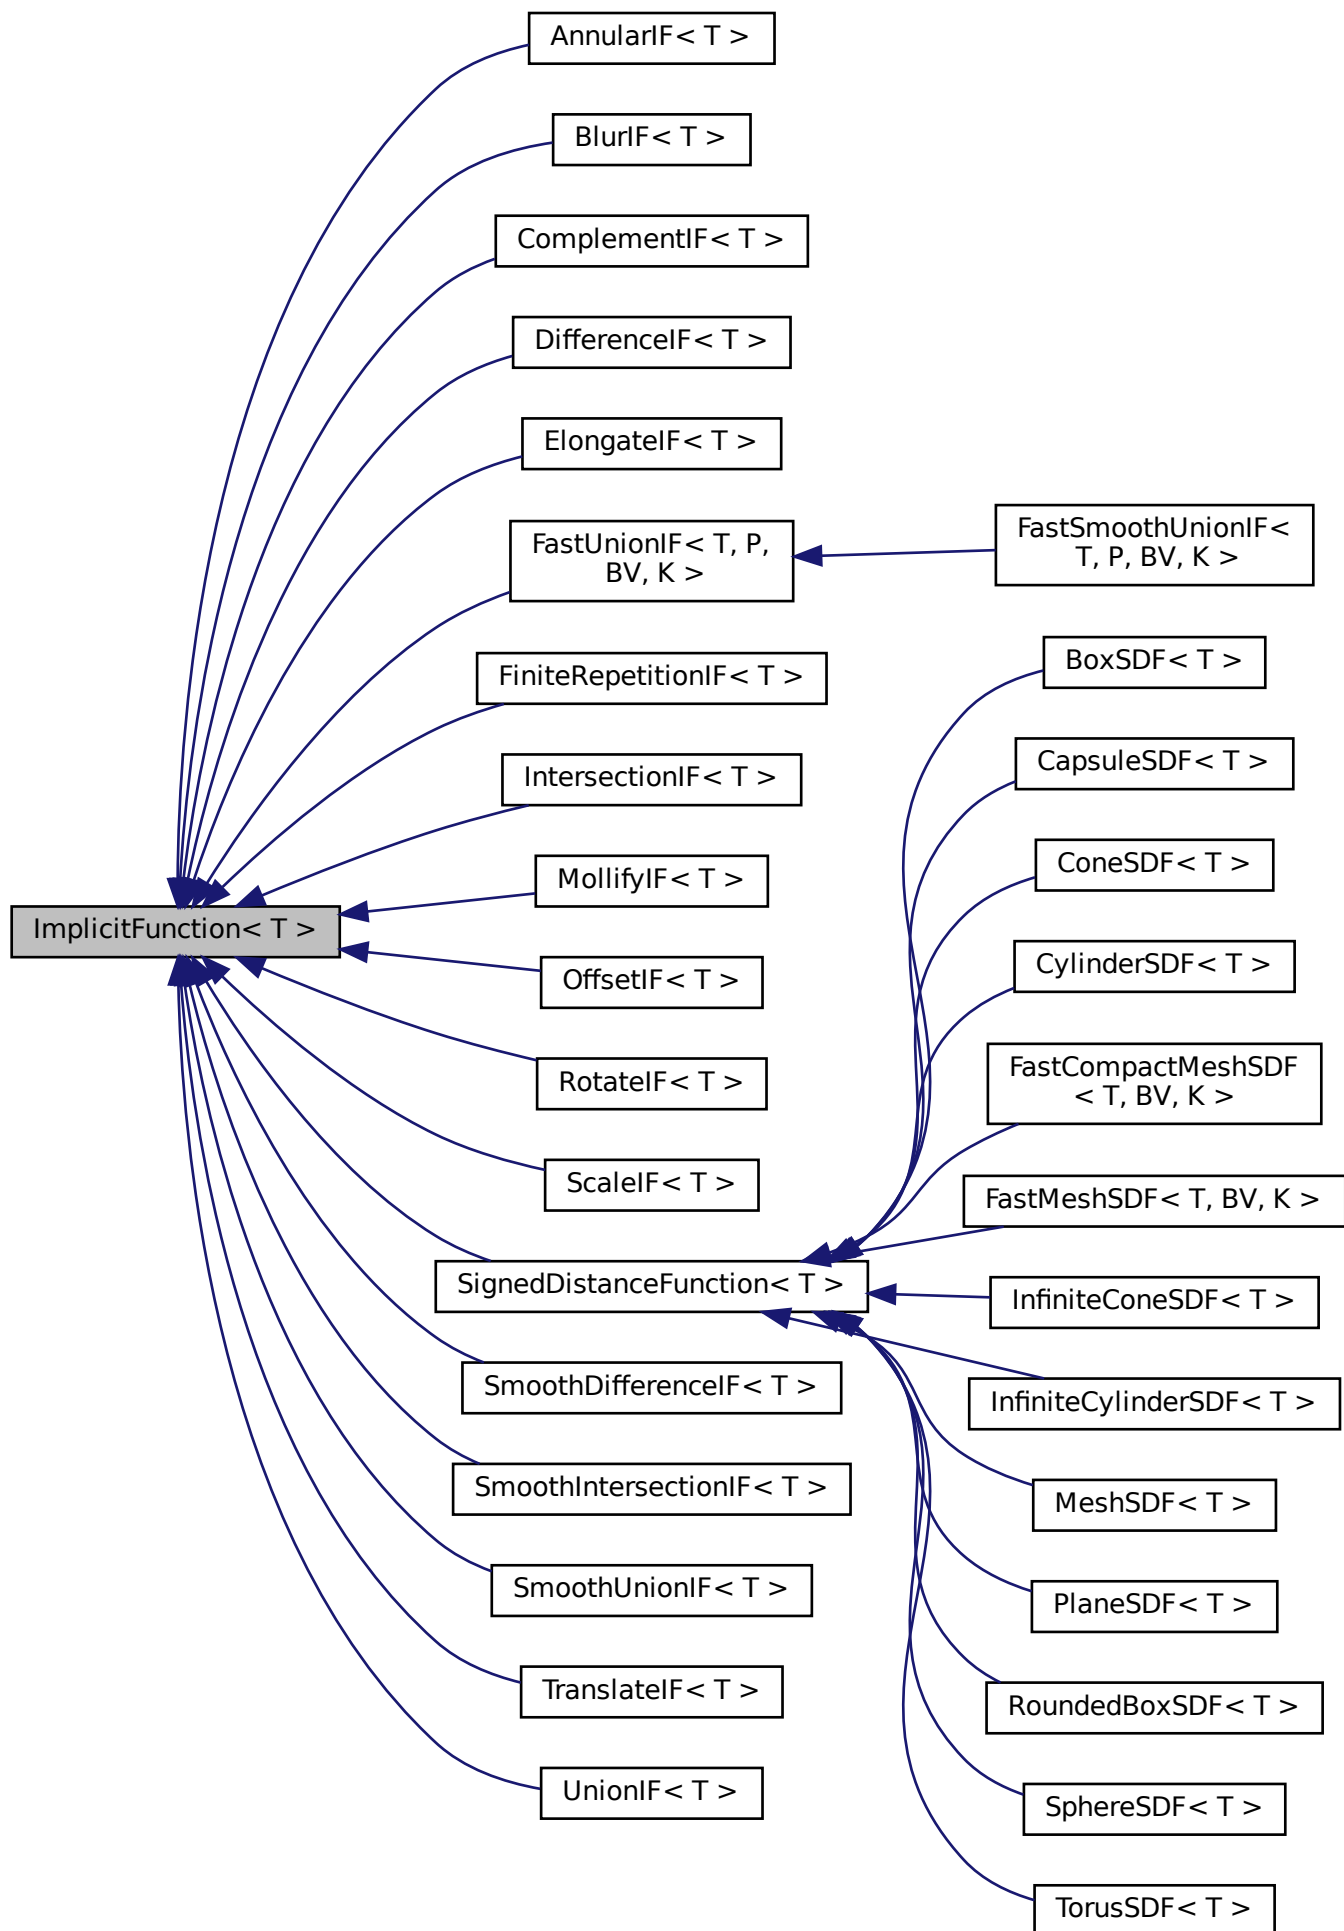 AnnularIF< T >
BlurIF< T >
ComplementIF< T >
DifferenceIF< T >
ElongateIF< T >
FastUnionIF< T, P,
BV, K >
FastSmoothUnionIF<
T, P, BV, K >
FiniteRepetitionIF< T >
IntersectionIF< T >
MollifyIF< T >
ImplicitFunction< T >
OffsetIF< T >
RotateIF< T >
ScaleIF< T >
SignedDistanceFunction< T >
SmoothDifferenceIF< T >
SmoothIntersectionIF< T >
SmoothUnionIF< T >
TranslateIF< T >
UnionIF< T >
BoxSDF< T >
CapsuleSDF< T >
ConeSDF< T >
CylinderSDF< T >
FastCompactMeshSDF
< T, BV, K >
FastMeshSDF< T, BV, K >
InfiniteConeSDF< T >
InfiniteCylinderSDF< T >
MeshSDF< T >
PlaneSDF< T >
RoundedBoxSDF< T >
SphereSDF< T >
TorusSDF< T >